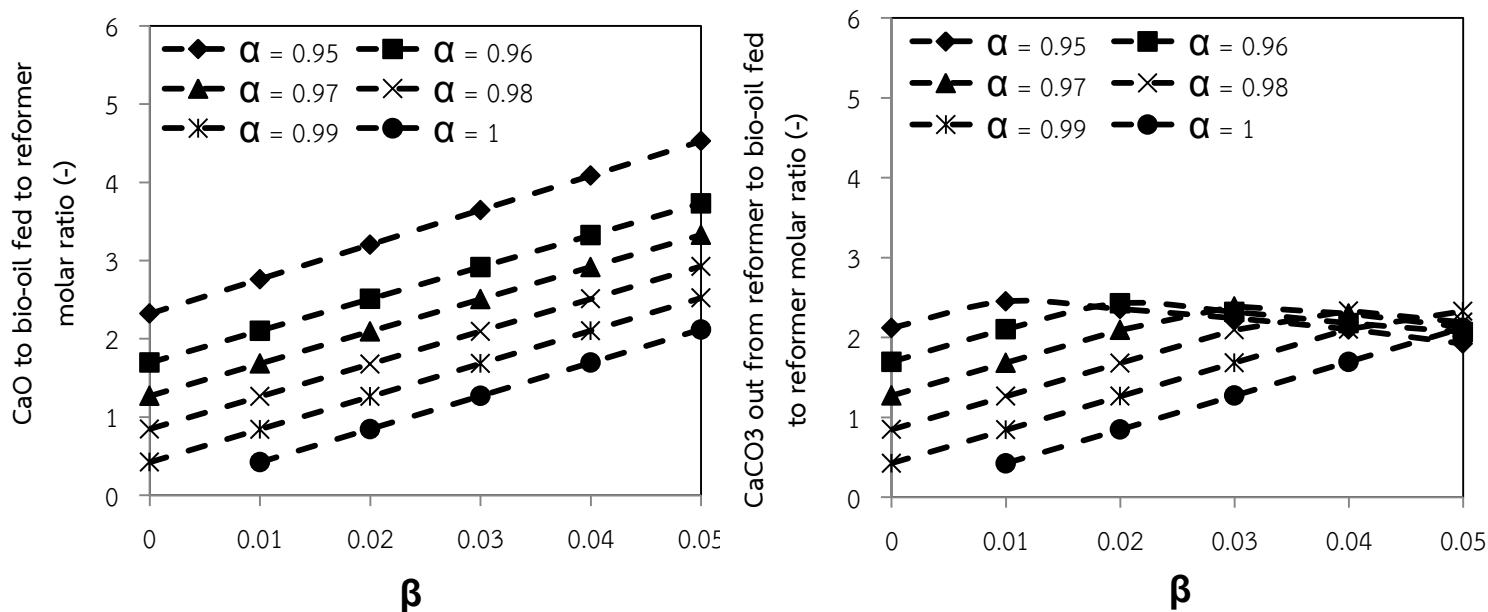 CaO to bio-oil fed to reformer
molar ratio (-)
6
5
4
3
2
1
0
α = 0.95 α = 0.96
α = 0.97 α = 0.98
α = 0.99 α = 1
0 0.01 0.02 0.03 0.04 0.05
β
CaCO3 out from reformer to bio-oil fed
to reformer molar ratio (-)
6
5
4
3
2
1
0
α = 0.95 α = 0.96
α = 0.97 α = 0.98
α = 0.99 α = 1
0 0.01 0.02 0.03 0.04 0.05
β